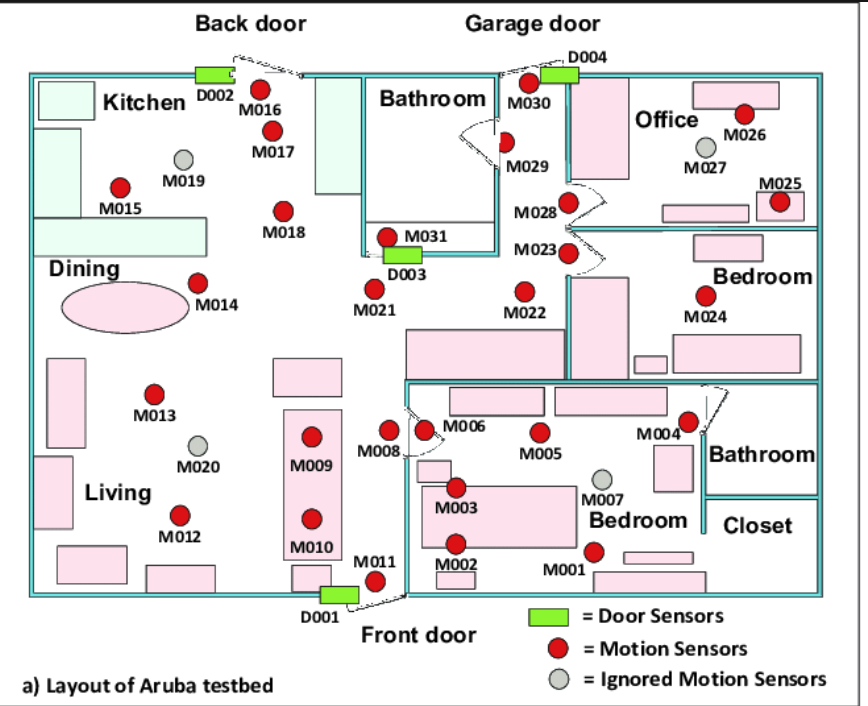 Back door
Garage door
D004
D002
Kitchen
M016
Bathroom
M030
Office
M026
M017
M029
M027
M019
M025
M015
M018
M028
M031
M023
D003
Dining
Bedroom
M014
M021
M022
M024
M013
M006
M004
M008
M005
M009
M020
Bathroom
Living
M003
M007
Bedroom
Closet
M012
M010
M011
M002
M001
D001
Front door
= Door Sensors
= Motion Sensors
= Ignored Motion Sensors
a) Layout of Aruba testbed